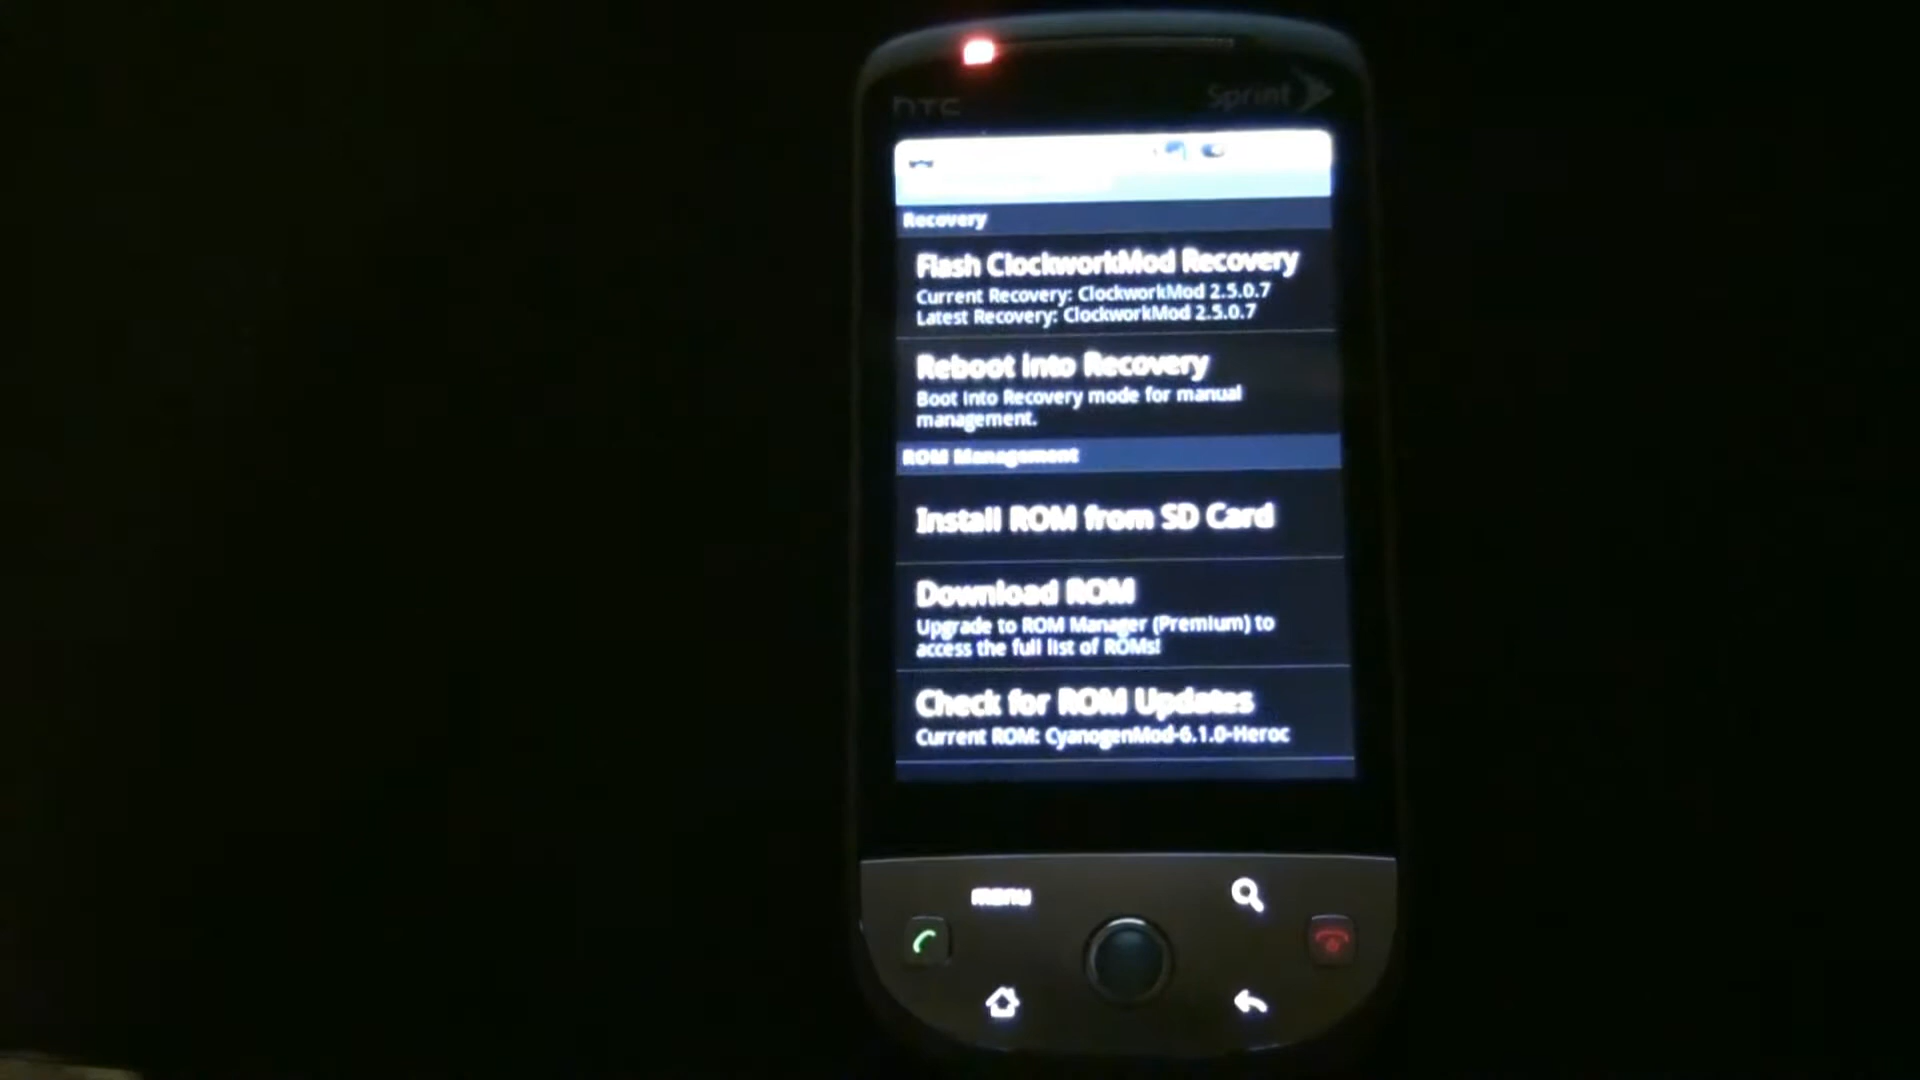 hTC
Sprint
Recovery
Flash ClockworkMod Recovery
Current Recovery: ClockworkMod 2.5.0.7
Latest Recovery: ClockworkMod 2.5.0.7
Reboot into Recovery
Boot into Recovery mode for manual
management.
ROM Management
Install ROM from SD Card
Download ROM
Upgrade to ROM Manager (Premium) to
access the full list of ROMs!
Check for ROM Updates
Current ROM: CyanogenMod-6.1.0-Heroc
menu